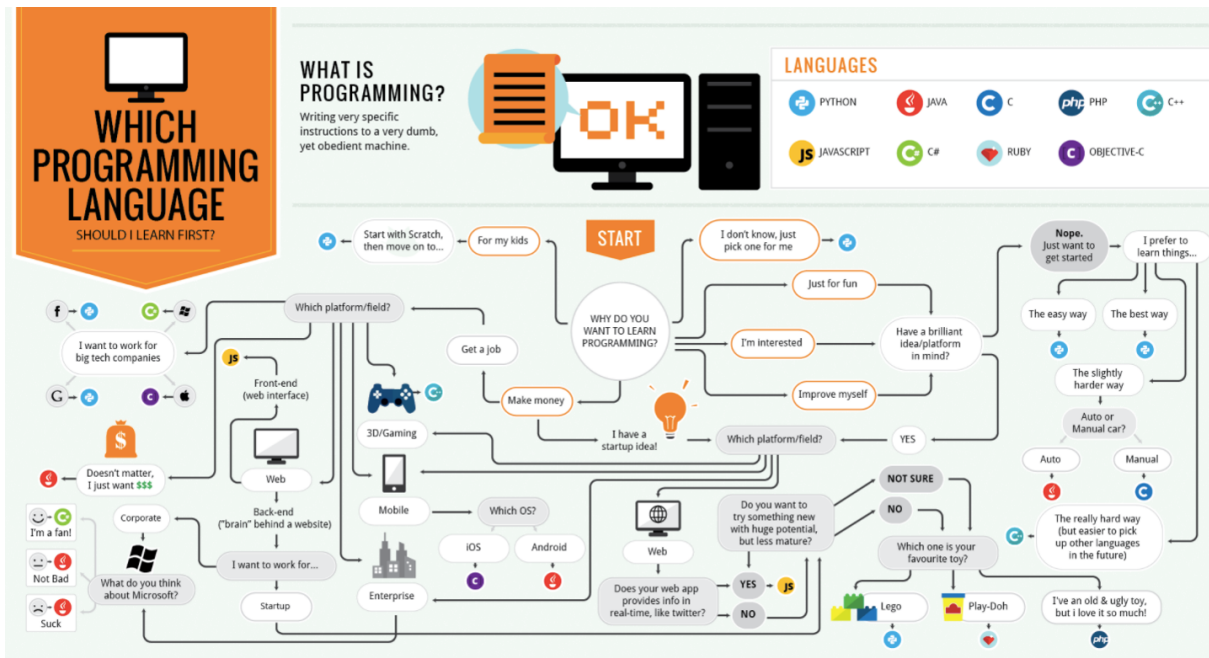 WHICH
PROGRAMMING
LANGUAGE
SHOULD I LEARN FIRST?
WHAT IS
PROGRAMMING?
Writing very specific
instructions to a very dumb,
yet obedient machine.
OK
LANGUAGES
PYTHON
JAVA
C
C
php
PHP
C++
C++
JS
JAVASCRIPT
C#
C#
RUBY
C
OBJECTIVE-C
START
Start with Scratch,
then move on to...
For my kids
I don't know, just
pick one for me
Nope.
Just want to
get started
I prefer to
learn things...
Just for fun
WHY DO YOU
WANT TO LEARN
PROGRAMMING?
I'm interested
Improve myself
Have a brilliant
idea/platform
in mind?
The easy way
The best way
The slightly
harder way
Auto or
Manual car?
Auto
Manual
C
C++
The really hard way
(but easier to pick
up other languages
in the future)
Which platform/field?
Get a job
Make money
I have a
startup idea!
Which platform/field?
YES
f
C#
I want to work for
big tech companies
G
C
JS
Front-end
(web interface)
C++
3D/Gaming
$
Doesn't matter,
I just want $$$
Web
Back-end
("brain" behind a website)
Mobile
Which OS?
iOS
Android
C
C#
I'm a fan!
Not Bad
Suck
Corporate
What do you think
about Microsoft?
I want to work for...
Startup
Enterprise
Web
Does your web app
provides info in
real-time, like twitter?
Do you want to
try something new
with huge potential,
but less mature?
YES
JS
NO
NOT SURE
NO
Which one is your
favourite toy?
Lego
Play-Doh
I've an old & ugly toy,
but i love it so much!
php